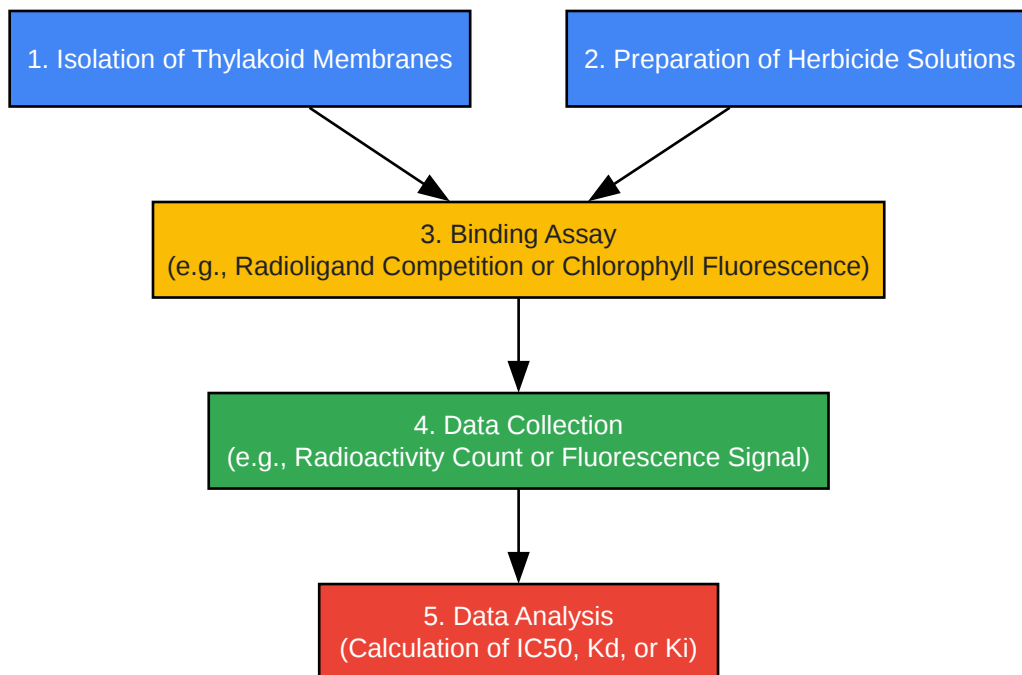 1. Isolation of Thylakoid Membranes
2. Preparation of Herbicide Solutions
3. Binding Assay
(e.g., Radioligand Competition or Chlorophyll Fluorescence)
4. Data Collection
(e.g., Radioactivity Count or Fluorescence Signal)
5. Data Analysis
(Calculation of IC50, Kd, or Ki)